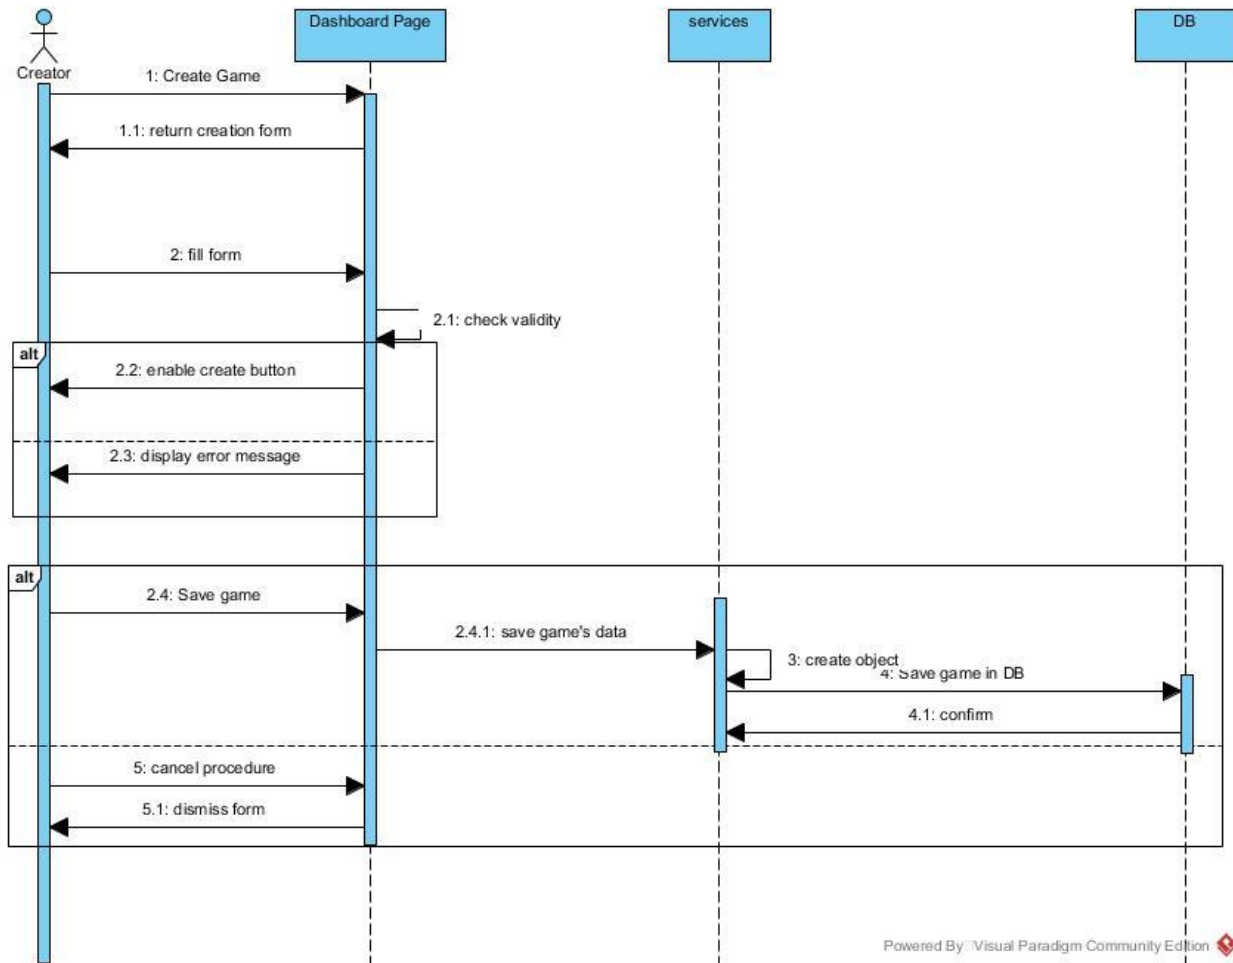 Dashboard Page
services
DB
Creator
1: Create Game
1.1: return creation form
2: fill form
2.1: check validity
alt
2.2: enable create button
2.3: display error message
alt
2.4: Save game
2.4.1: save game's data
3: create object
4: Save game in DB
4.1: confirm
5: cancel procedure
5.1: dismiss form
Powered By Visual Paradigm Community Edition